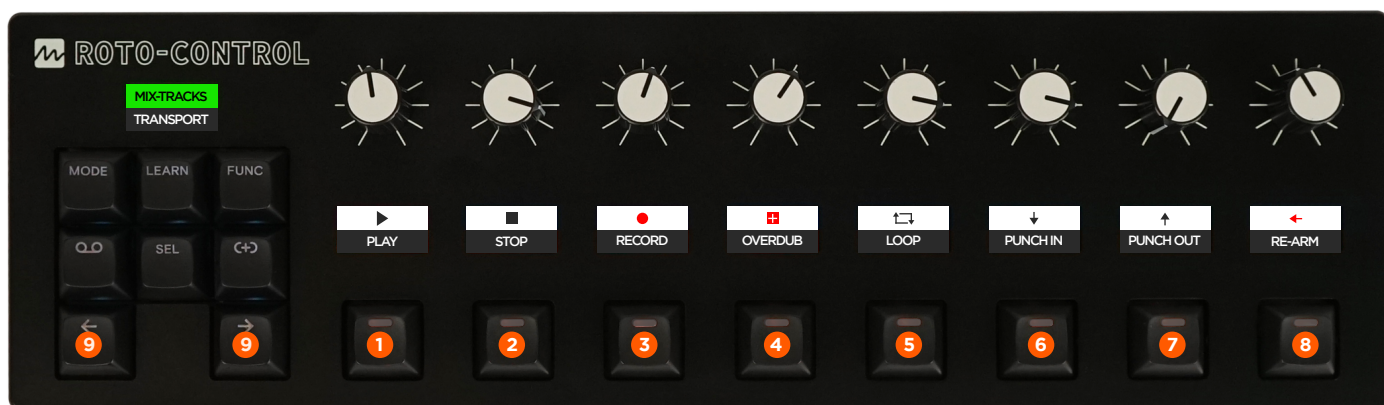 ROTO-CONTROL
MIX-TRACKS
TRANSPORT
MODE LEARN FUNC
SEL
PLAY STOP RECORD OVERDUB LOOP PUNCH IN PUNCH OUT RE-ARM
9 9 1 2 3 4 5 6 7 8